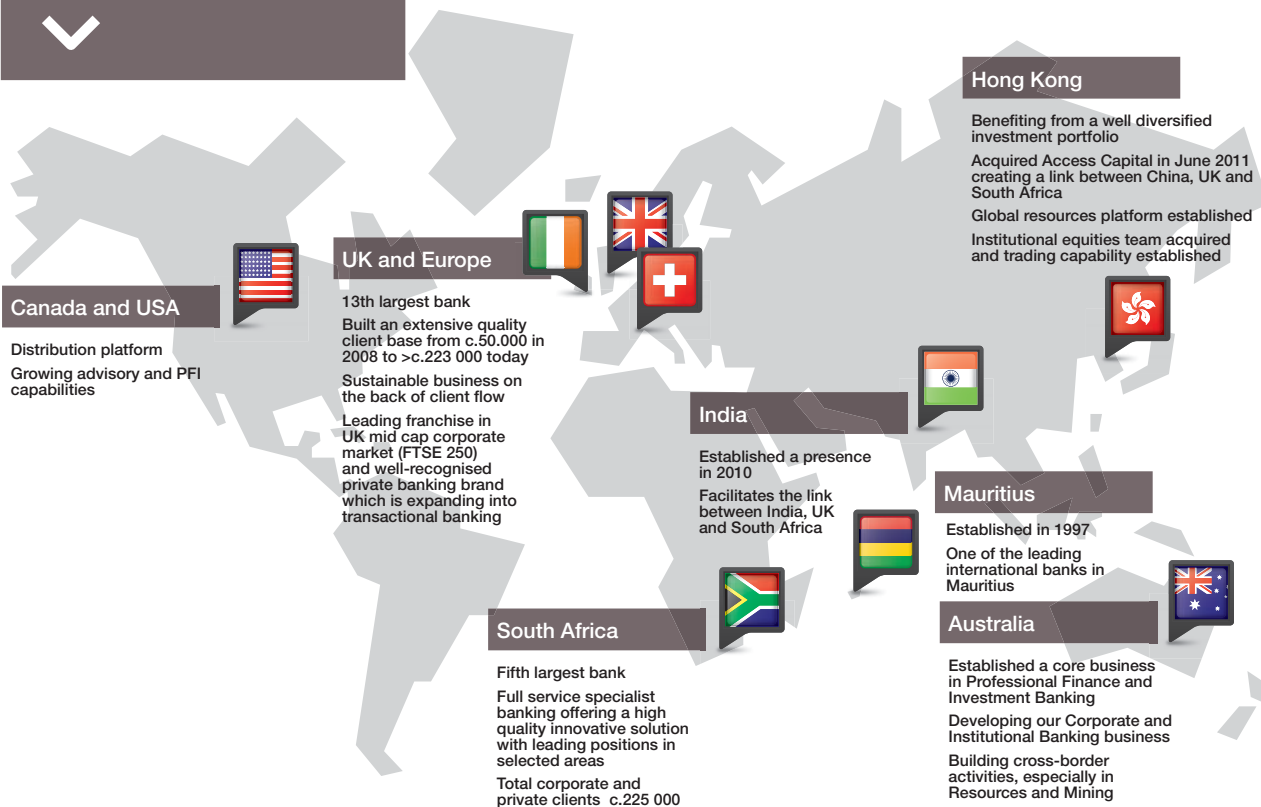 Canada and USA
Distribution platform
Growing advisory and PFI
capabilities
UK and Europe
13th largest bank
Built an extensive quality
client base from c.50.000 in
2008 to >c.223 000 today
Sustainable business on
the back of client flow
Leading franchise in
UK mid cap corporate
market (FTSE 250)
and well-recognised
private banking brand
which is expanding into
transactional banking
South Africa
Fifth largest bank
Full service specialist
banking offering a high
quality innovative solution
with leading positions in
selected areas
Total corporate and
private clients c.225 000
India
Established a presence
in 2010
Facilitates the link
between India, UK
and South Africa
Hong Kong
Benefiting from a well diversified
investment portfolio
Acquired Access Capital in June 2011
creating a link between China, UK and
South Africa
Global resources platform established
Institutional equities team acquired
and trading capability established
Mauritius
Established in 1997
One of the leading
international banks in
Mauritius
Australia
Established a core business
in Professional Finance and
Investment Banking
Developing our Corporate and
Institutional Banking business
Building cross-border
activities, especially in
Resources and Mining